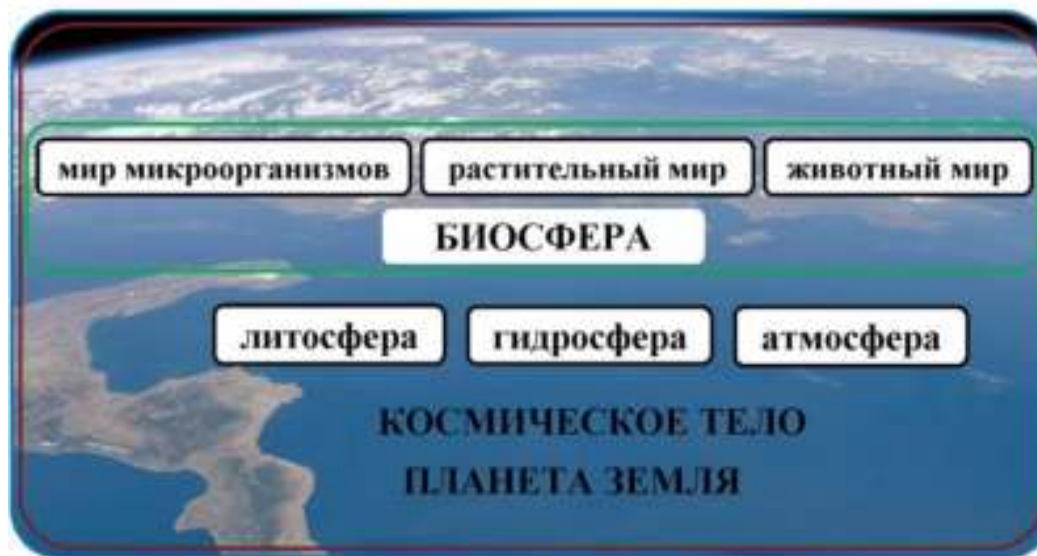 мир микроорганизмов растительный мир животный мир
БИОСФЕРА
литосфера гидросфера атмосфера
КОСМИЧЕСКОЕ ТЕЛО
ПЛАНЕТА ЗЕМЛЯ